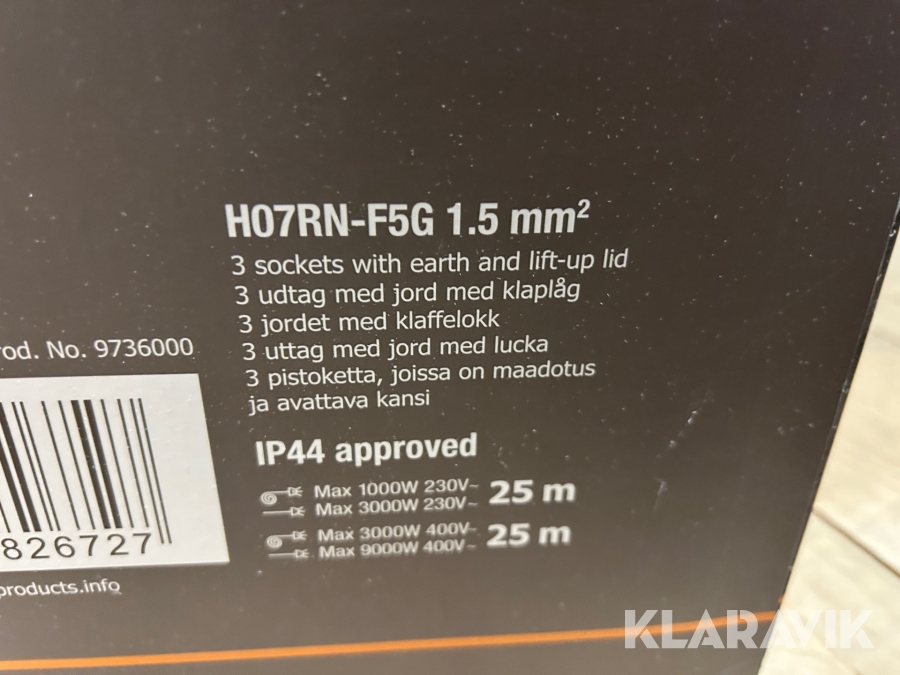 H07RN-F5G 1.5 mm²
3 sockets with earth and lift-up lid
3 udtag med jord med klaplåg
3 jordet med klaffelokk
3 uttag med jord med lucka
3 pistoketta, joissa on maadotus
ja avattava kansi
rod. No. 9736000
IP44 approved
Max 1000W 230V~ 25 m
Max 3000W 230V~
Max 3000W 400V~ 25 m
Max 9000W 400V~
826727
products.info
KLARAVIK